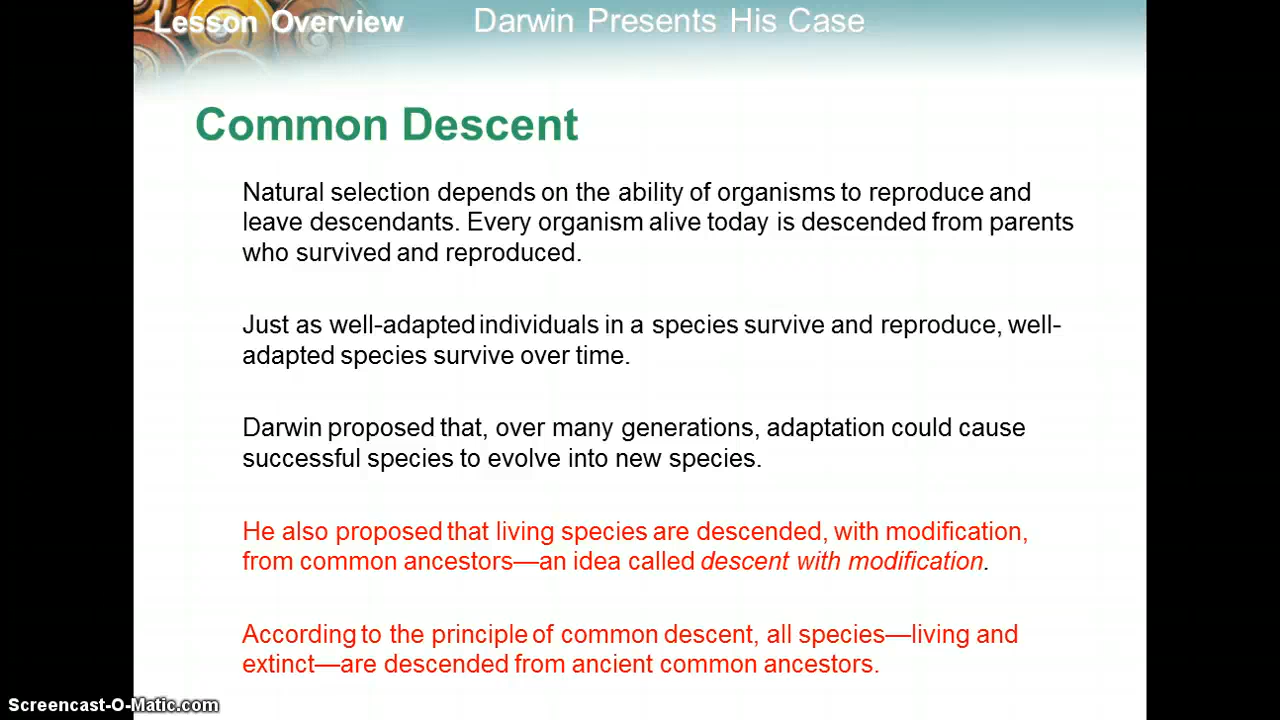 Lesson Overview Darwin Presents His Case
Common Descent
Natural selection depends on the ability of organisms to reproduce and
leave descendants. Every organism alive today is descended from parents
who survived and reproduced.
Just as well-adapted individuals in a species survive and reproduce, well-
adapted species survive over time.
Darwin proposed that, over many generations, adaptation could cause
successful species to evolve into new species.
He also proposed that living species are descended, with modification,
from common ancestors—an idea called descent with modification.
According to the principle of common descent, all species—living and
extinct—are descended from ancient common ancestors.
Screencast-O-Matic.com